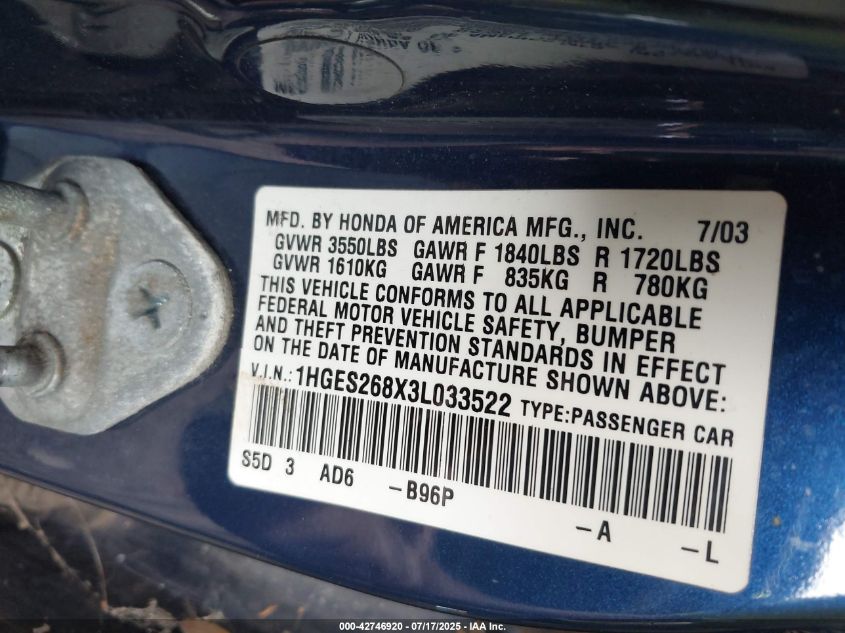 MFD. BY HONDA OF AMERICA MFG., INC. 7/03
GVWR 3550LBS GAWR F 1840LBS R 1720LBS
GVWR 1610KG GAWR F 835KG R 780KG
THIS VEHICLE CONFORMS TO ALL APPLICABLE
FEDERAL MOTOR VEHICLE SAFETY, BUMPER
AND THEFT PREVENTION STANDARDS IN EFFECT
ON THE DATE OF MANUFACTURE SHOWN ABOVE:
V.I.N.: 1HGES268X3L033522 TYPE:PASSENGER CAR
S5D 3 AD6 -B96P -A -L
000-42746920 - 07/17/2025 - IAA Inc.